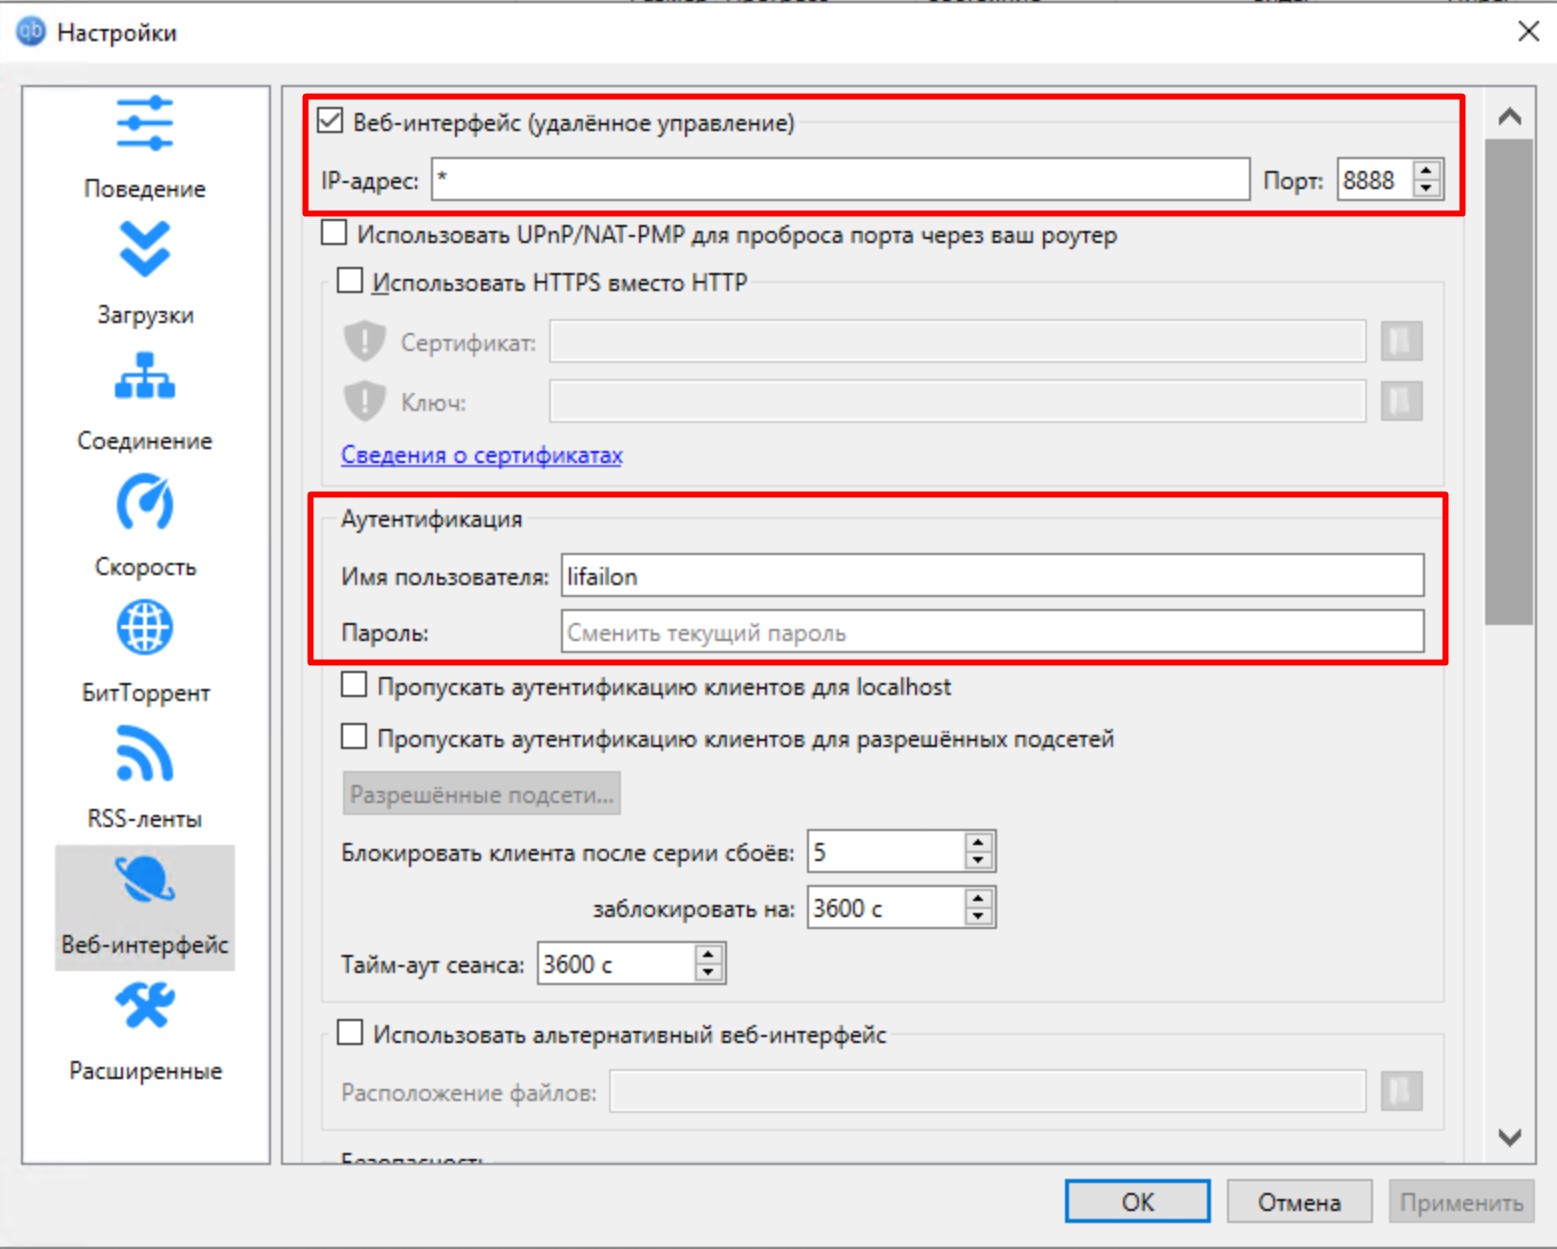 qb Настройки
Поведение
Загрузки
Соединение
Скорость
БитТоррент
RSS-ленты
Веб-интерфейс
Расширенные
Веб-интерфейс (удалённое управление)
IP-адрес: * Порт: 8888
Использовать UPnP/NAT-PMP для проброса порта через ваш роутер
Использовать HTTPS вместо HTTP
Сертификат:
Ключ:
Сведения о сертификатах
Аутентификация
Имя пользователя: lifailon
Пароль: Сменить текущий пароль
Пропускать аутентификацию клиентов для localhost
Пропускать аутентификацию клиентов для разрешённых подсетей
Разрешённые подсети...
Блокировать клиента после серии сбоёв: 5
заблокировать на: 3600 с
Тайм-аут сеанса: 3600 с
Использовать альтернативный веб-интерфейс
Расположение файлов:
Безопасность
ОК Отмена Применить